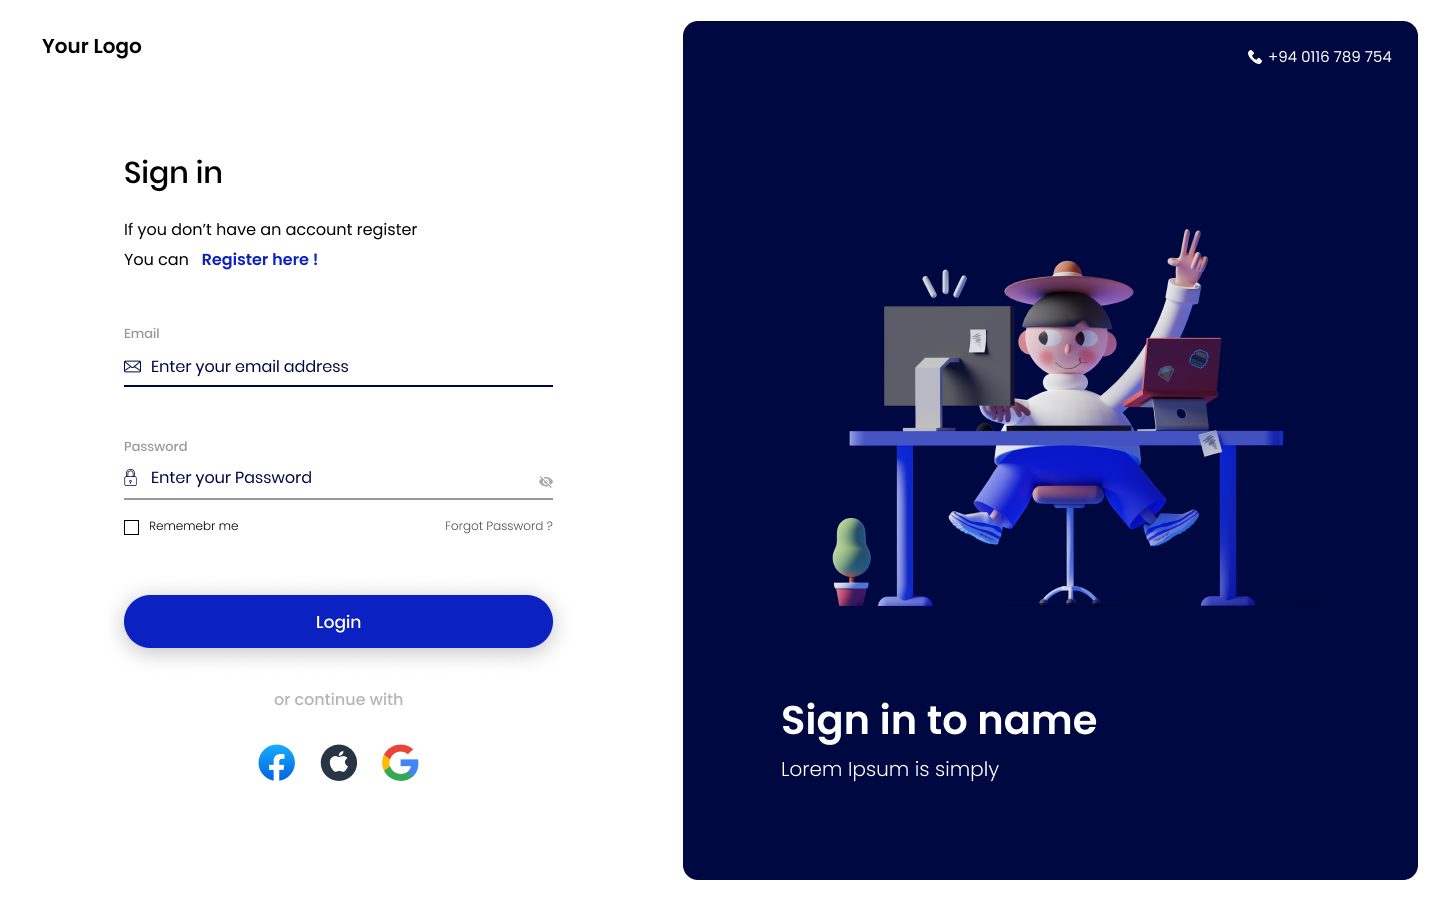 Your Logo
+94 0116 789 754
Sign in
If you don’t have an account register
You can Register here !
Email
Enter your email address
Password
Enter your Password
Rememebr me
Forgot Password ?
Login
or continue with
Sign in to name
Lorem Ipsum is simply